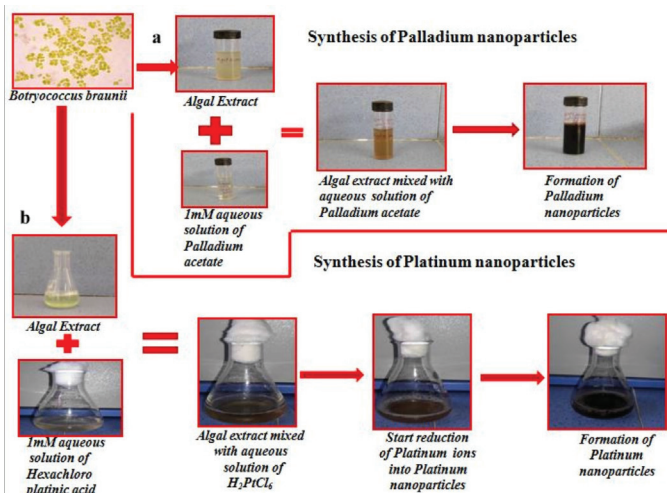 a
Synthesis of Palladium nanoparticles
Botryococcus braunii
Algal Extract
1mM aqueous
solution of
Palladium
acetate
Algal extract mixed with
aqueous solution of
Palladium acetate
Formation of
Palladium
nanoparticles
b
Synthesis of Platinum nanoparticles
Algal Extract
1mM aqueous
solution of
Hexachloro
platinic acid
Algal extract mixed
with aqueous
solution of
H₂PtCl₆
Start reduction
of Platinum ions
into Platinum
nanoparticles
Formation of
Platinum
nanoparticles